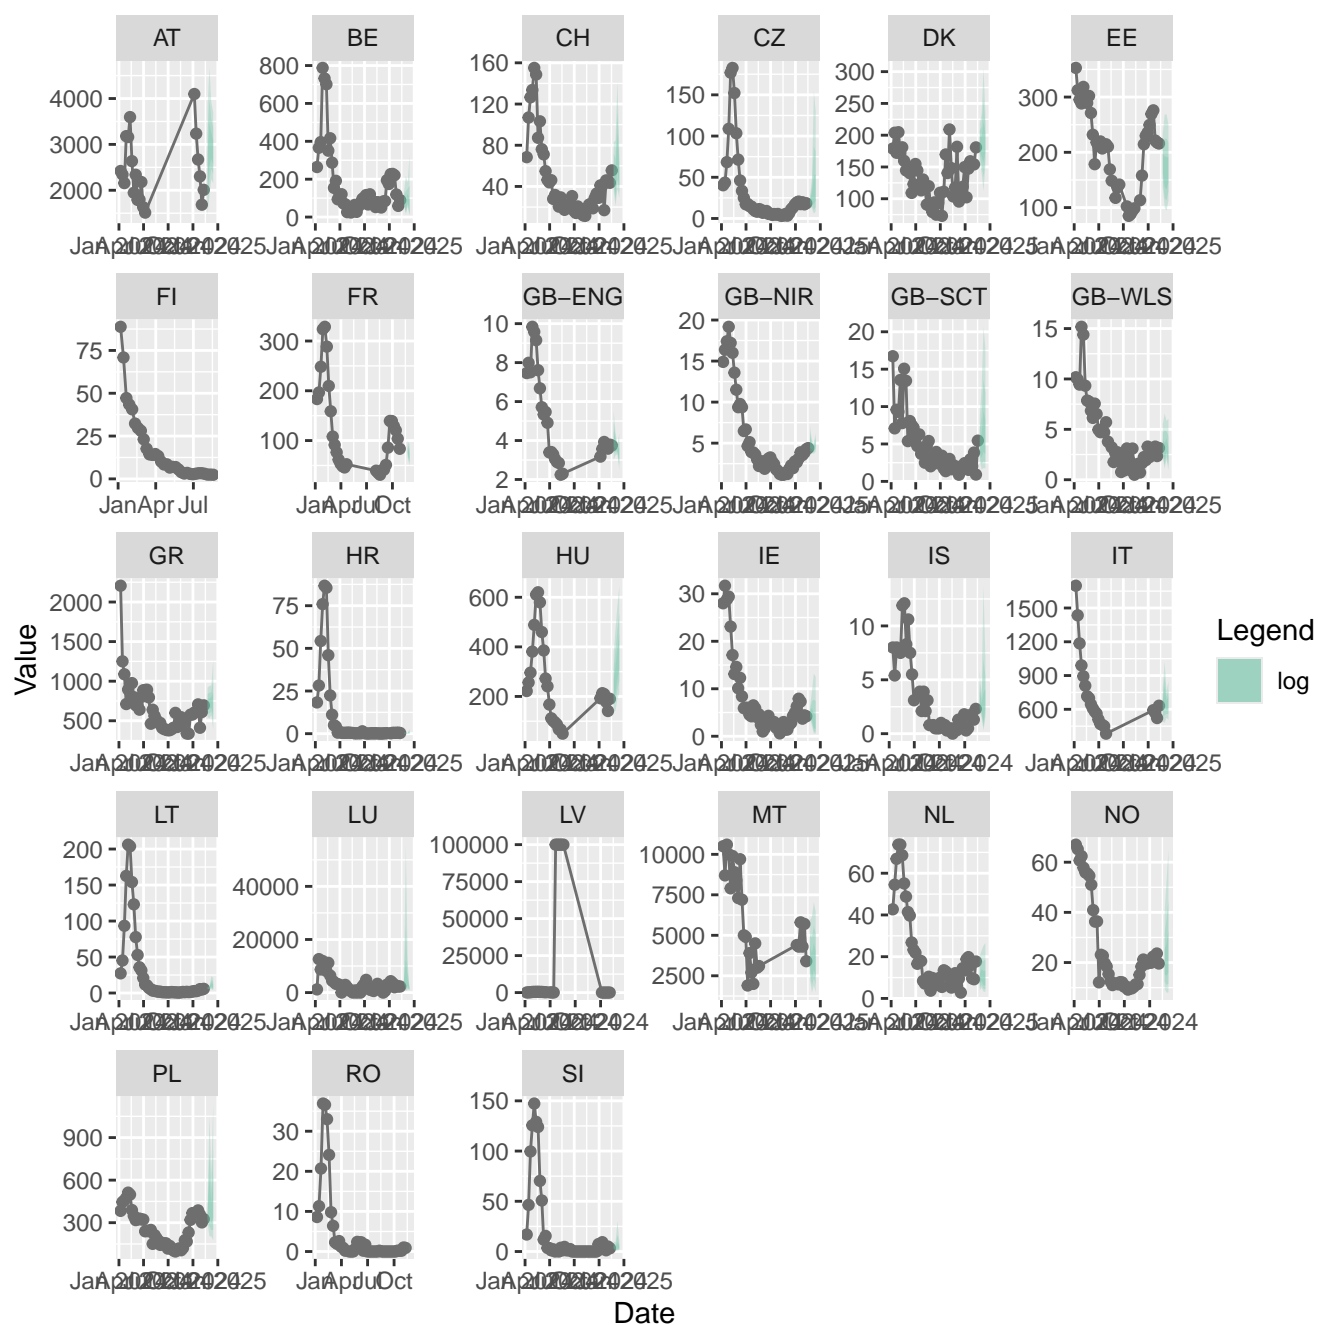 AT BE CH CZ DK EE
4000 3000 2000
800 600 400 200 0
160 120 80 40
150 100 50 0
300 250 200 150 100
300 200 100
FI FR GB−ENG GB−NIR GB−SCT GB−WLS
75 50 25 0
300 200 100
10 8 6 4 2
20 15 10 5
20 15 10 5 0
15 10 5 0
Jan Apr Jul
Jan Apr Jul Oct
GR HR HU IE IS IT
2000 1500 1000 500
75 50 25 0
600 400 200
30 20 10 0
10 5 0
1500 1200 900 600
Value
Legend
log
LT LU LV MT NL NO
200 150 100 50 0
40000 20000 0
100000 75000 50000 25000 0
10000 7500 5000 2500
60 40 20 0
60 40 20
PL RO SI
900 600 300
30 20 10 0
150 100 50 0
Jan Apr Jul Oct
Date